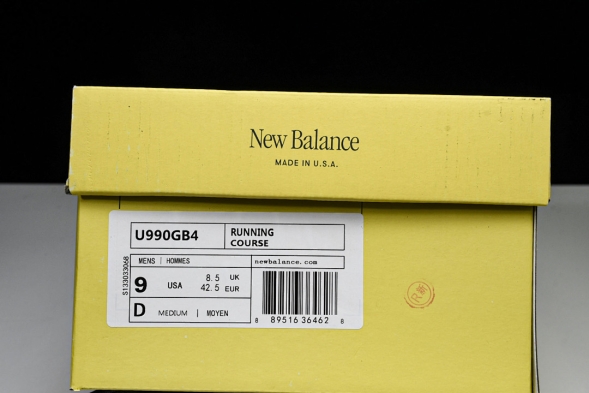 New Balance
MADE IN U.S.A.
U990GB4
RUNNING
COURSE
MENS | HOMMES
newbalance.com
9 USA 8.5 UK
42.5 EUR
D MEDIUM | MOYEN
8 89516 36462 8
S133033068